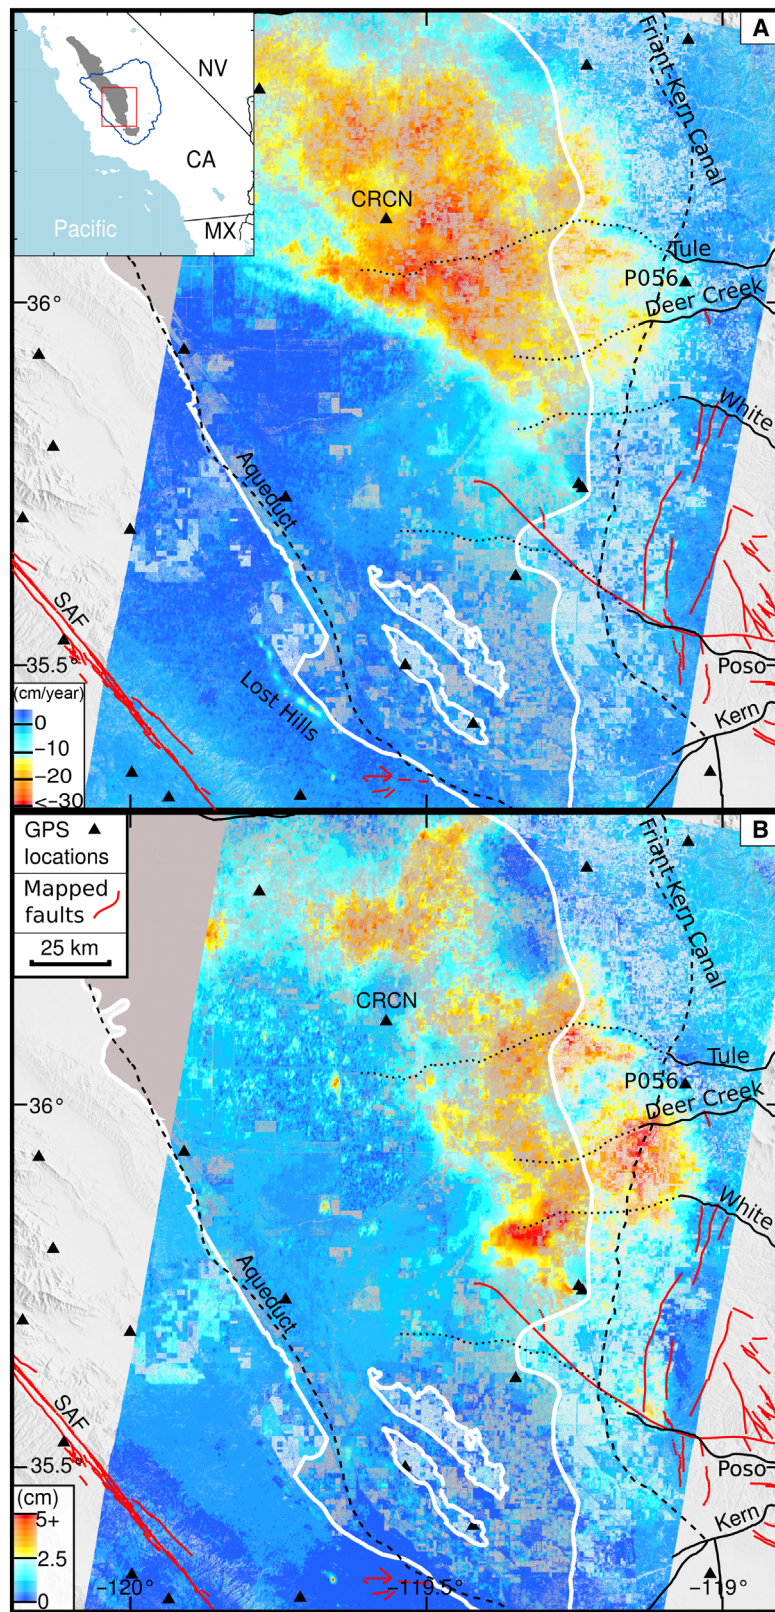 A
NV
CA
Pacific
MX
Friant-Kern Canal
CRCN
Tule
P056
Deer Creek
36°
White
Aqueduct
SAF
35.5°
Poso
Lost Hills
Kern
(cm/year)
0
−10
−20
<−30
B
GPS
locations
Mapped
faults
25 km
Friant-Kern Canal
CRCN
Tule
P056
Deer Creek
36°
White
Aqueduct
SAF
35.5°
Poso
Kern
(cm)
5+
2.5
0
−120°
−119.5°
−119°